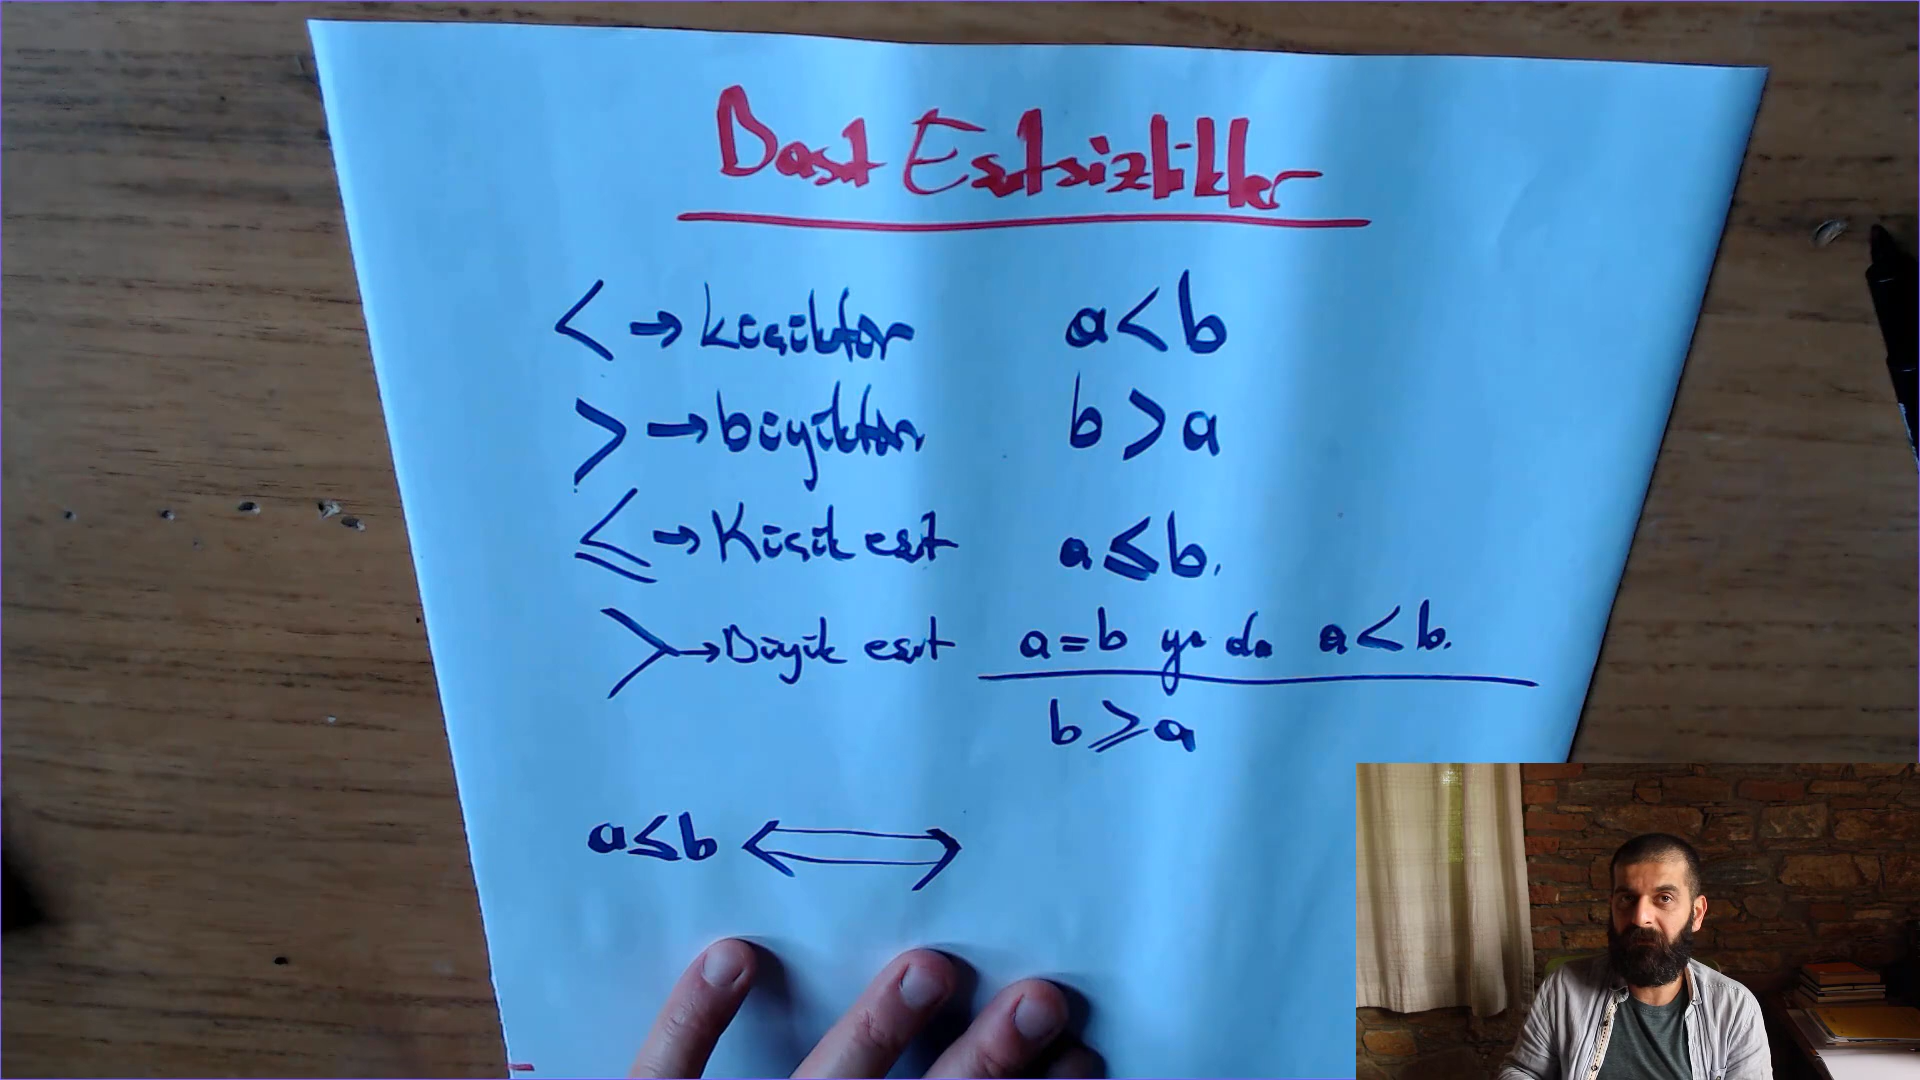 Basit Eşitsizlikler
< → küçüktür a < b
> → büyüktür b > a
≤ → Küçük eşit a ≤ b.
> → Büyük eşit a = b ya da a < b.
b ≥ a
a ≤ b ⟺